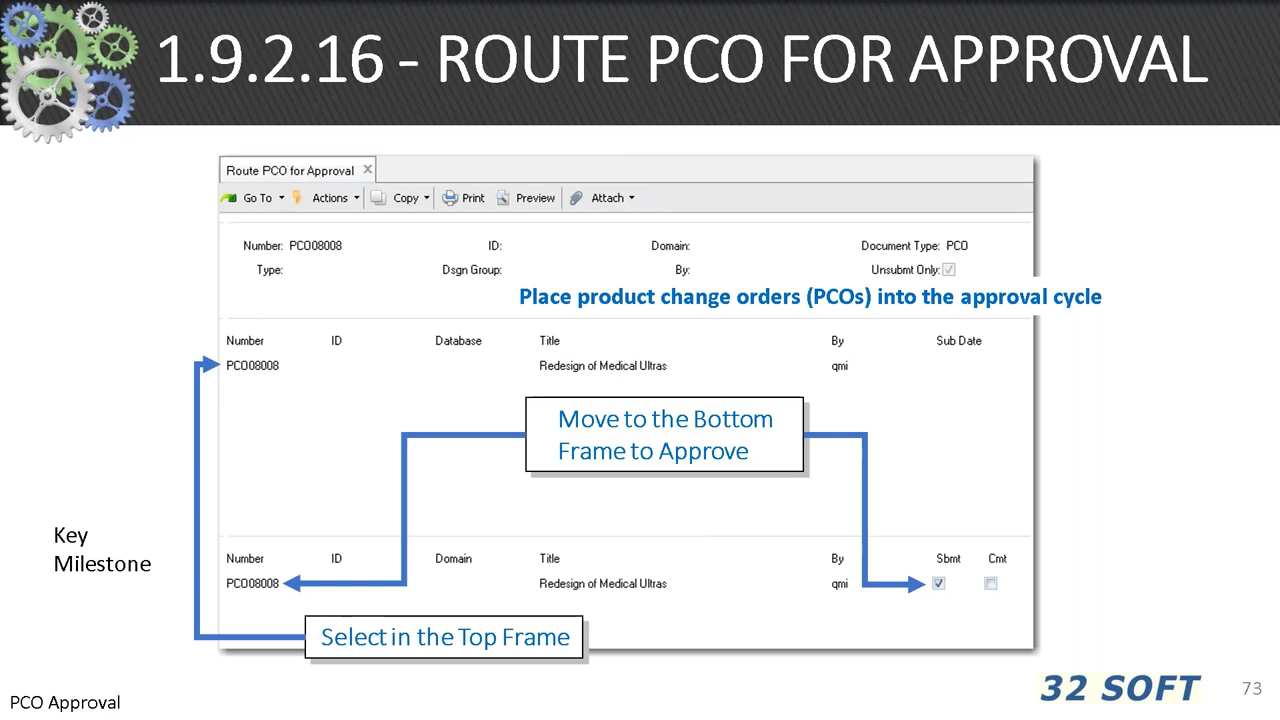 1.9.2.16 - ROUTE PCO FOR APPROVAL
Route PCO for Approval
Go To Actions Copy Print Preview Attach
Number: PCO08008 ID: Domain: Document Type: PCO
Type: Dsgn Group: By: Unsubmt Only:
Place product change orders (PCOs) into the approval cycle
Number ID Database Title By Sub Date
PCO08008 Redesign of Medical Ultras qmi
Move to the Bottom
Frame to Approve
Key
Milestone
Number ID Domain Title By Sbmt Cmt
PCO08008 Redesign of Medical Ultras qmi
Select in the Top Frame
PCO Approval
32 SOFT
73